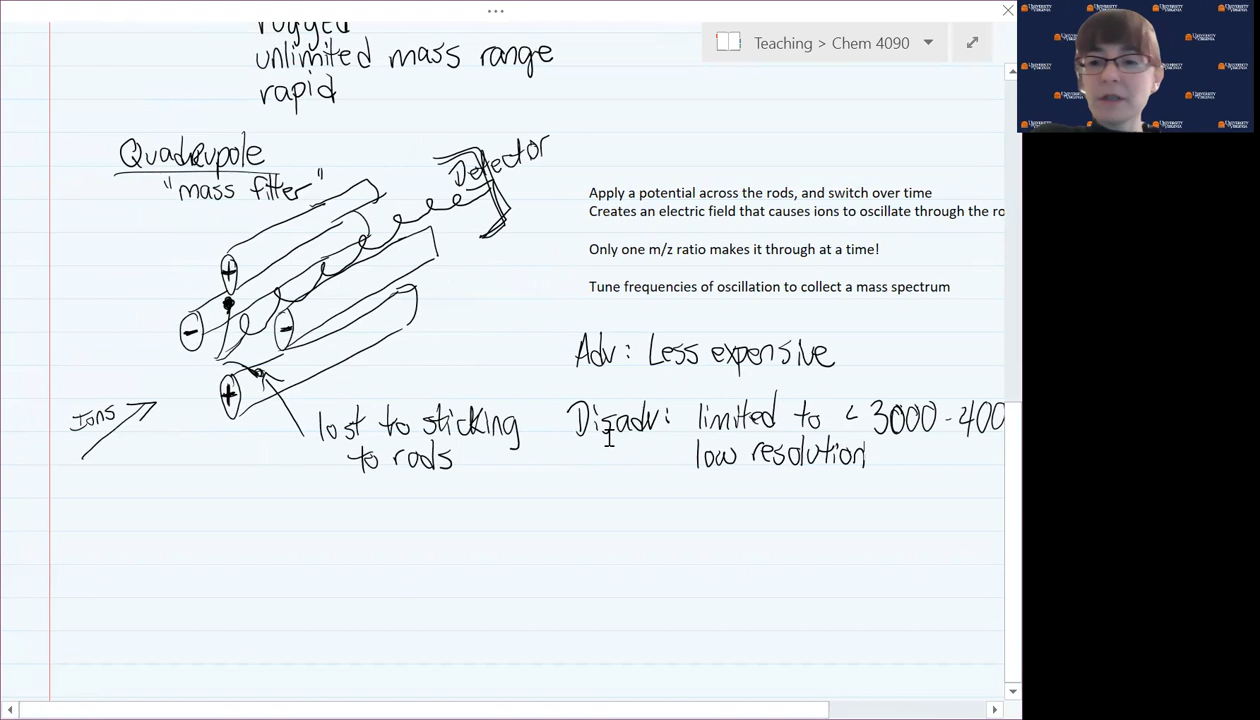 Teaching > Chem 4090
rugged
unlimited mass range
rapid
Quadrupole
"mass filter"
Detector
+
-
-
+
Ions
lost to sticking
to rods
Apply a potential across the rods, and switch over time
Creates an electric field that causes ions to oscillate through the ro
Only one m/z ratio makes it through at a time!
Tune frequencies of oscillation to collect a mass spectrum
Adv: Less expensive
Disadv: limited to < 3000-400
low resolution